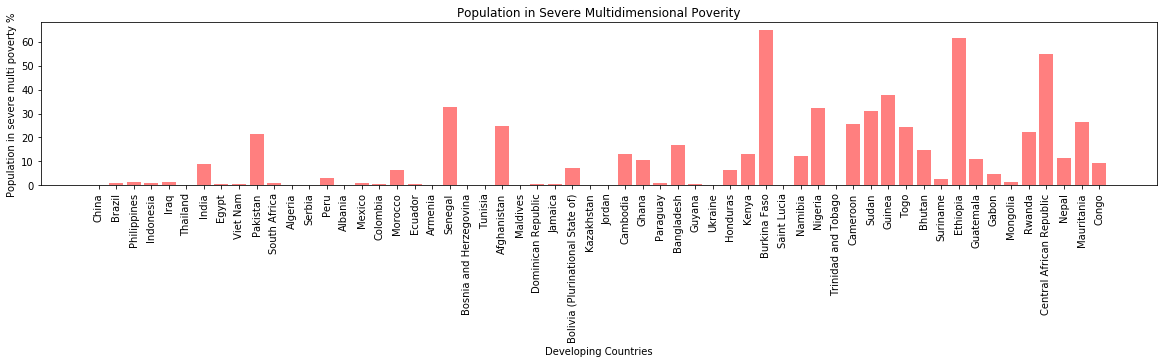 Population in Severe Multidimensional Poverity
Population in severe multi poverty %
60
50
40
30
20
10
0
China
Brazil
Philippines
Indonesia
Iraq
Thailand
India
Egypt
Viet Nam
Pakistan
South Africa
Algeria
Serbia
Peru
Albania
Mexico
Colombia
Morocco
Ecuador
Armenia
Senegal
Bosnia and Herzegovina
Tunisia
Afghanistan
Maldives
Dominican Republic
Jamaica
Bolivia (Plurinational State of)
Kazakhstan
Jordan
Cambodia
Ghana
Paraguay
Bangladesh
Guyana
Ukraine
Honduras
Kenya
Burkina Faso
Saint Lucia
Namibia
Nigeria
Trinidad and Tobago
Cameroon
Sudan
Guinea
Togo
Bhutan
Suriname
Ethiopia
Guatemala
Gabon
Mongolia
Rwanda
Central African Republic
Nepal
Mauritania
Congo
Developing Countries